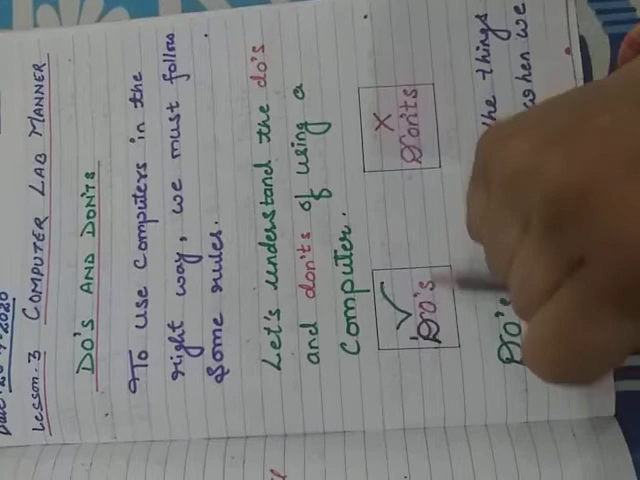 Lesson-3 COMPUTER LAB MANNER
DO'S AND DON'TS
To use computers in the
right way, we must follow
Some rules.
Let's understand the do's
and don'ts of using a
Computer.
✓ ×
Do's Don'ts
DO's the things
when we